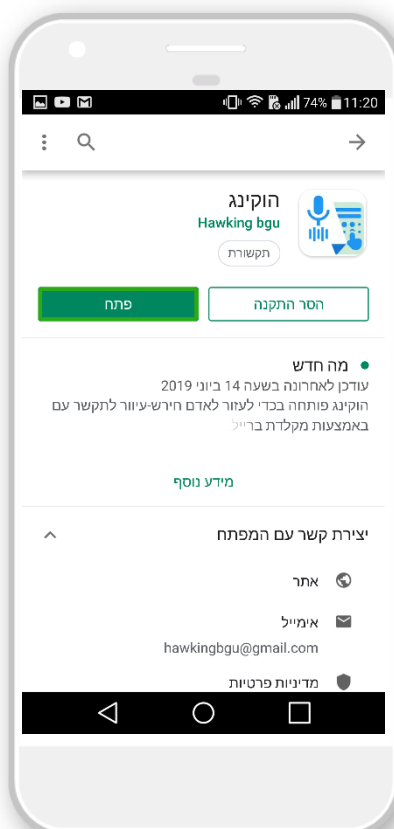 74% 11:20
הוקינג
Hawking bgu
תקשורת
הסר התקנה
פתח
מה חדש
עודכן לאחרונה בשעה 14 ביוני 2019
הוקינג פותחה בכדי לעזור לאדם חירש-עיוור לתקשר עם
באמצעות מקלדת ברייל
מידע נוסף
יצירת קשר עם המפתח
אתר
אימייל
hawkingbgu@gmail.com
מדיניות פרטיות